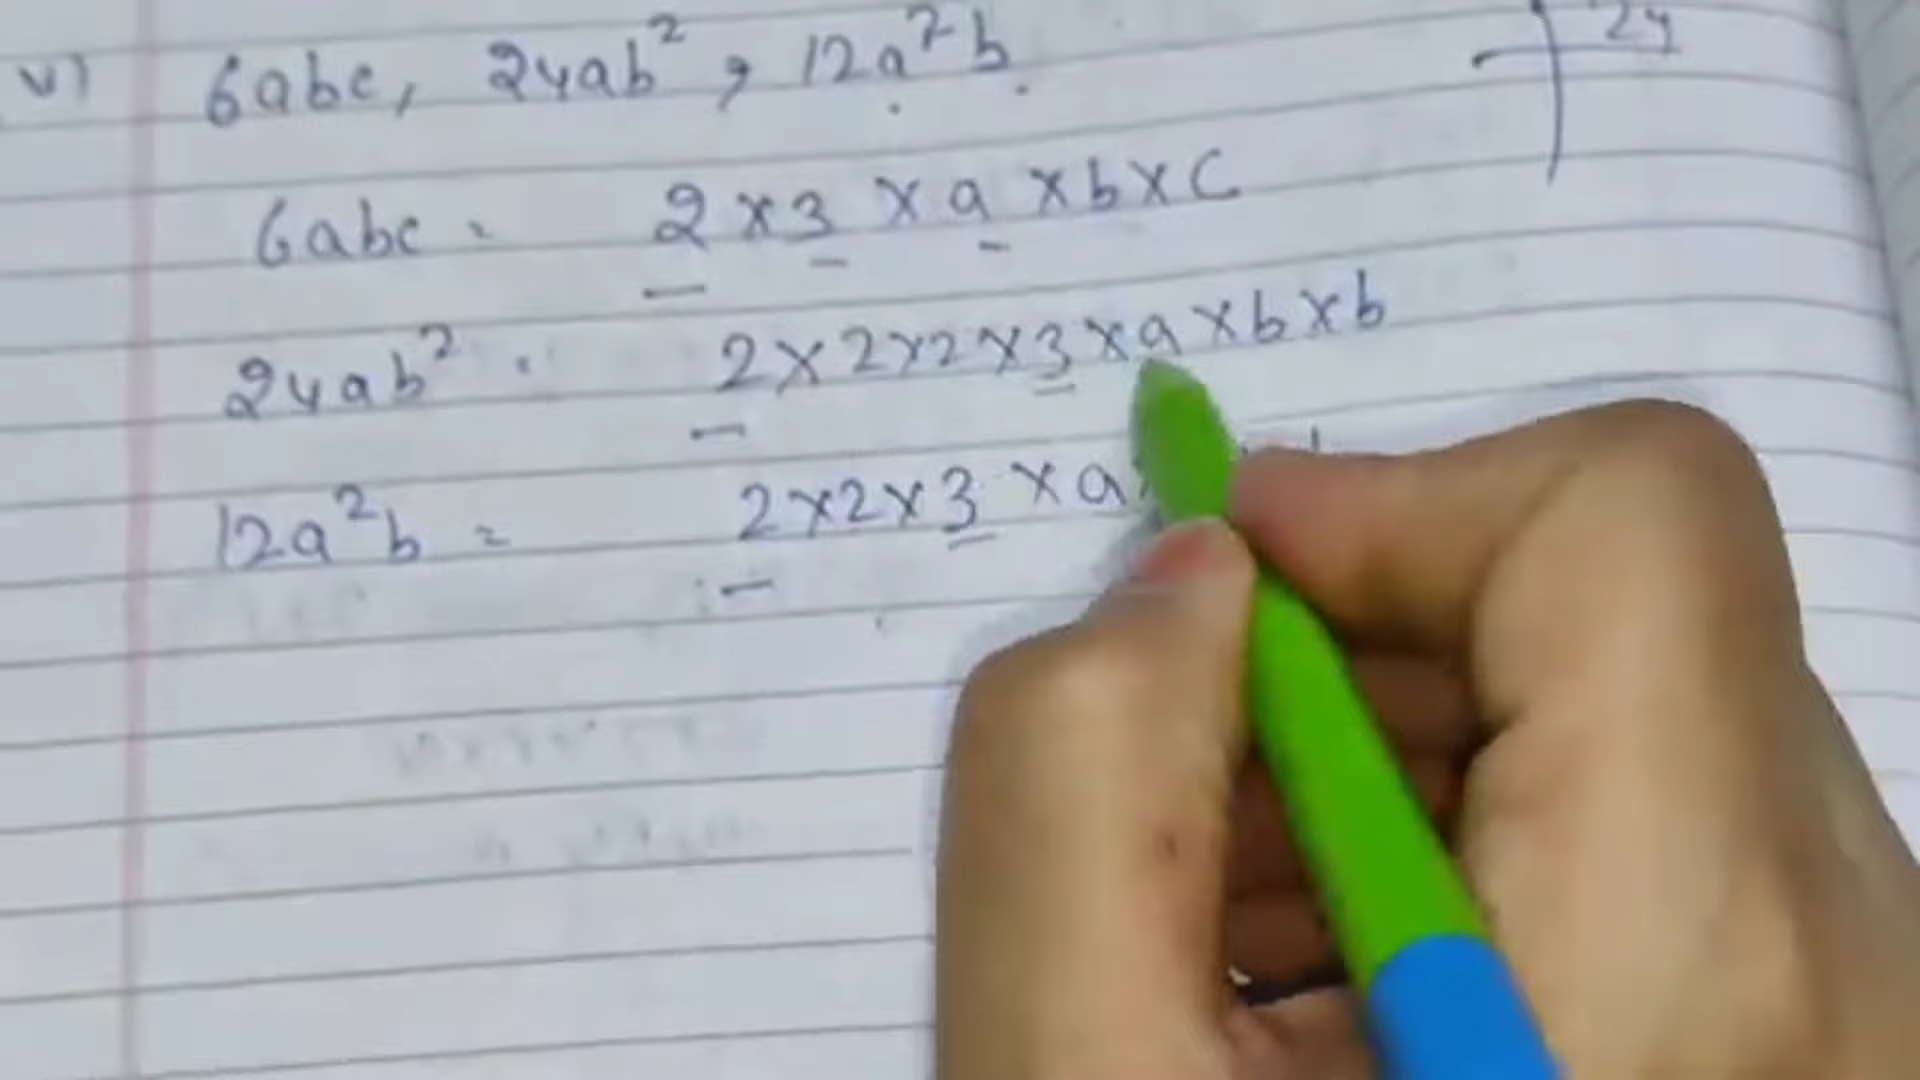 v) 6abc, 24ab², 12a²b.
24
6abc = 2×3×a×b×c
24ab² = 2×2×2×3×a×b×b
12a²b = 2×2×3×a